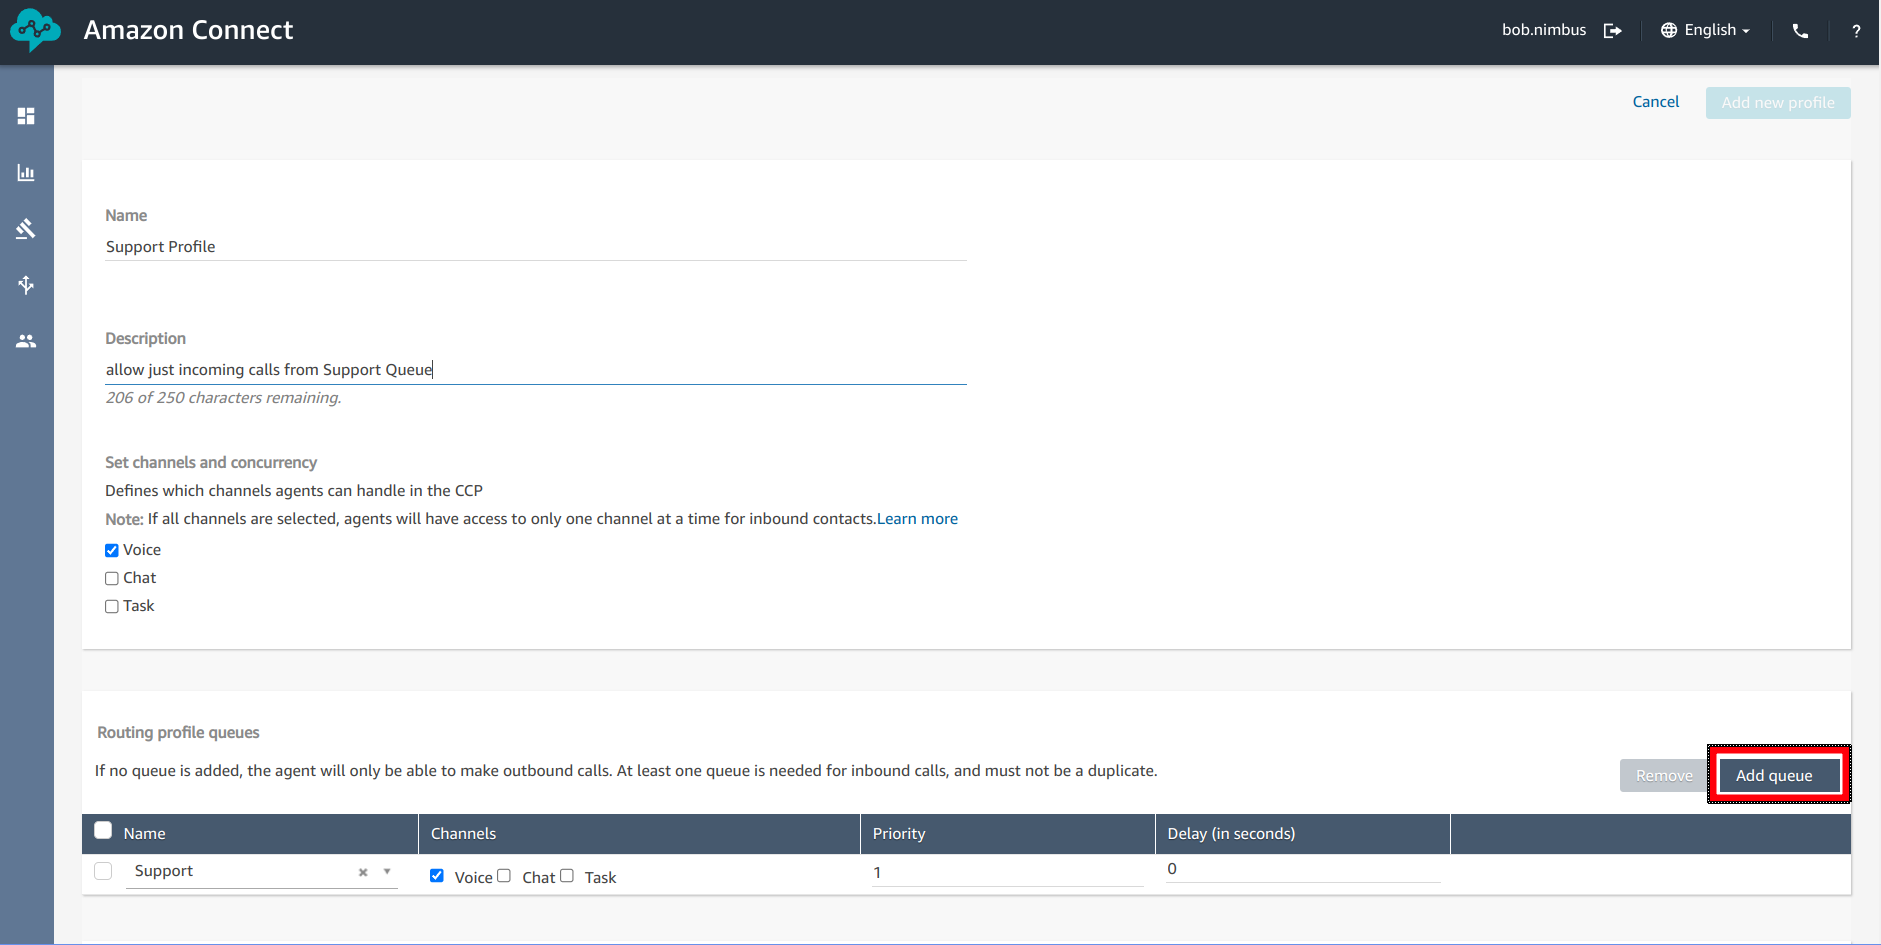 Amazon Connect
bob.nimbus English ?
Cancel Add new profile
Name
Support Profile
Description
allow just incoming calls from Support Queue
206 of 250 characters remaining.
Set channels and concurrency
Defines which channels agents can handle in the CCP
Note: If all channels are selected, agents will have access to only one channel at a time for inbound contacts.Learn more
Voice
Chat
Task
Routing profile queues
If no queue is added, the agent will only be able to make outbound calls. At least one queue is needed for inbound calls, and must not be a duplicate.
Remove Add queue
Name Channels Priority Delay (in seconds)
Support Voice Chat Task 1 0